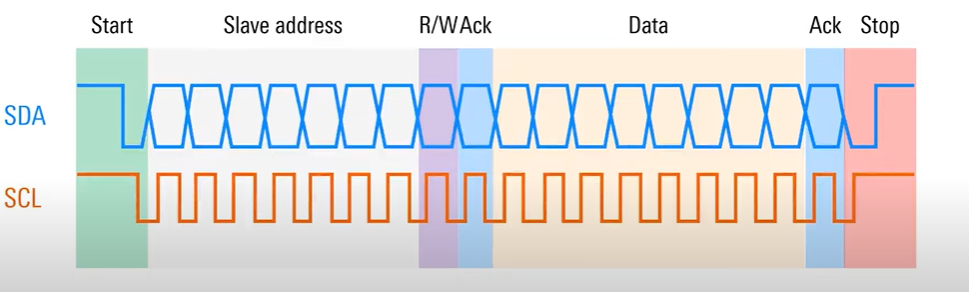 Start Slave address R/W Ack Data Ack Stop
SDA
SCL